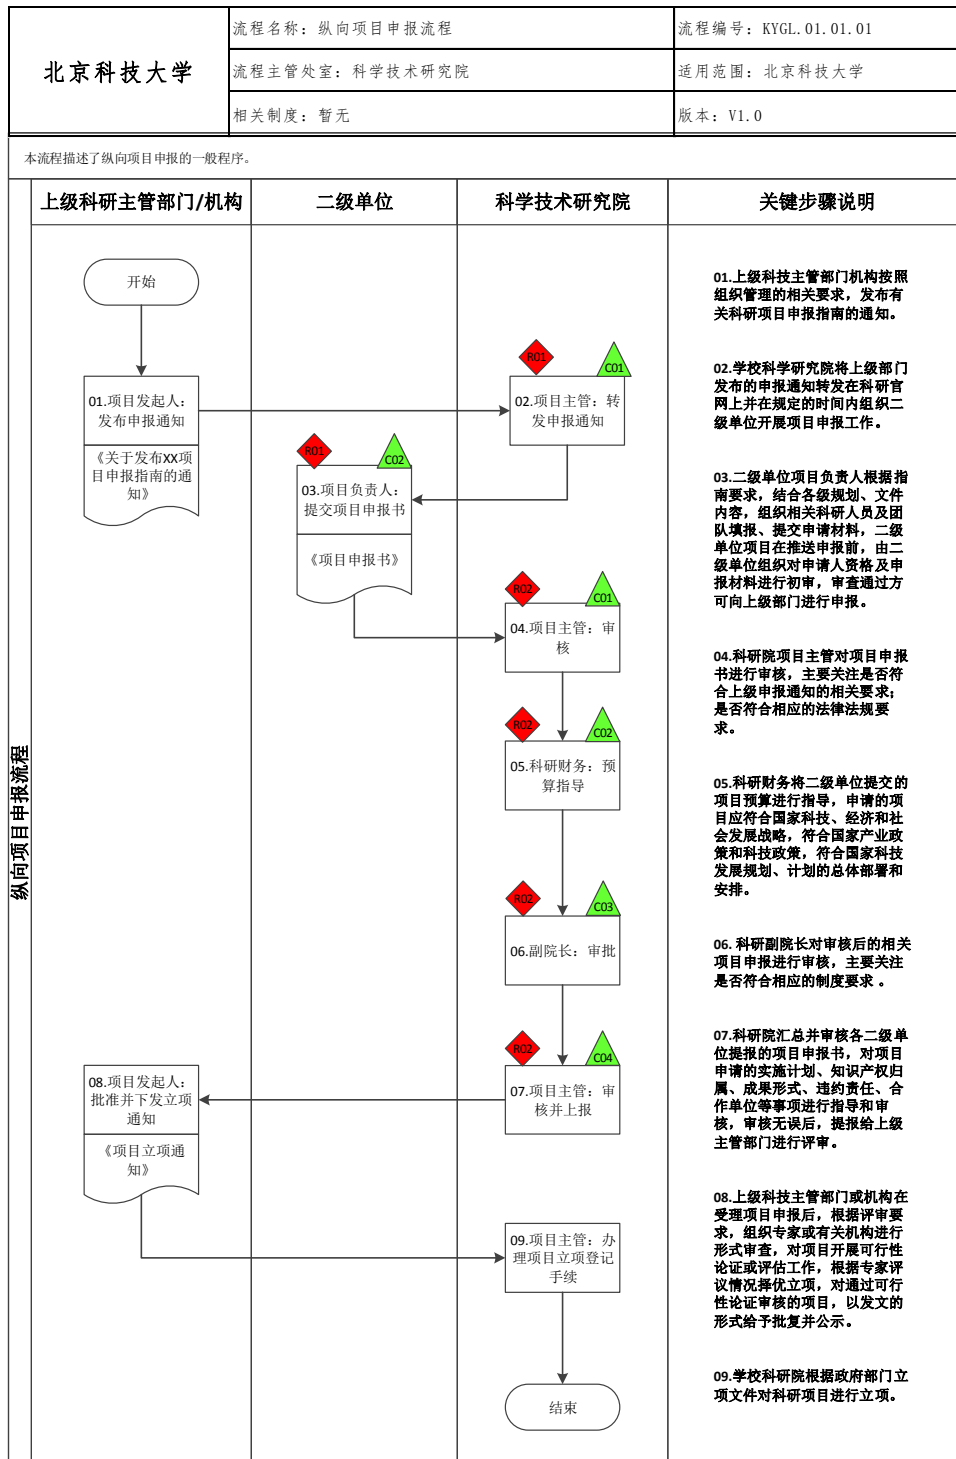 北京科技大学
流程名称：纵向项目申报流程
流程编号：KYGL.01.01.01
流程主管处室：科学技术研究院
适用范围：北京科技大学
相关制度：暂无
版本：V1.0
本流程描述了纵向项目申报的一般程序。
上级科研主管部门/机构
二级单位
科学技术研究院
关键步骤说明
纵向项目申报流程
开始
01.项目发起人：
发布申报通知
《关于发布XX项
目申报指南的通
知》
R01
C01
02.项目主管：转
发申报通知
R01
C02
03.项目负责人：
提交项目申报书
《项目申报书》
R02
C01
04.项目主管：审
核
R02
C02
05.科研财务：预
算指导
R02
C03
06.副院长：审批
R02
C04
07.项目主管：审
核并上报
08.项目发起人：
批准并下发立项
通知
《项目立项通
知》
09.项目主管：办
理项目立项登记
手续
结束
01.上级科技主管部门机构按照
组织管理的相关要求，发布有
关科研项目申报指南的通知。
02.学校科学研究院将上级部门
发布的申报通知转发在科研官
网上并在规定的时间内组织二
级单位开展项目申报工作。
03.二级单位项目负责人根据指
南要求，结合各级规划、文件
内容，组织相关科研人员及团
队填报、提交申请材料，二级
单位项目在推送申报前，由二
级单位组织对申请人资格及申
报材料进行初审，审查通过方
可向上级部门进行申报。
04.科研院项目主管对项目申报
书进行审核，主要关注是否符
合上级申报通知的相关要求；
是否符合相应的法律法规要
求。
05.科研财务将二级单位提交的
项目预算进行指导，申请的项
目应符合国家科技、经济和社
会发展战略，符合国家产业政
策和科技政策，符合国家科技
发展规划、计划的总体部署和
安排。
06. 科研副院长对审核后的相关
项目申报进行审核，主要关注
是否符合相应的制度要求 。
07.科研院汇总并审核各二级单
位提报的项目申报书，对项目
申请的实施计划、知识产权归
属、成果形式、违约责任、合
作单位等事项进行指导和审
核，审核无误后，提报给上级
主管部门进行评审。
08.上级科技主管部门或机构在
受理项目申报后，根据评审要
求，组织专家或有关机构进行
形式审查，对项目开展可行性
论证或评估工作，根据专家评
议情况择优立项，对通过可行
性论证审核的项目，以发文的
形式给予批复并公示。
09.学校科研院根据政府部门立
项文件对科研项目进行立项。